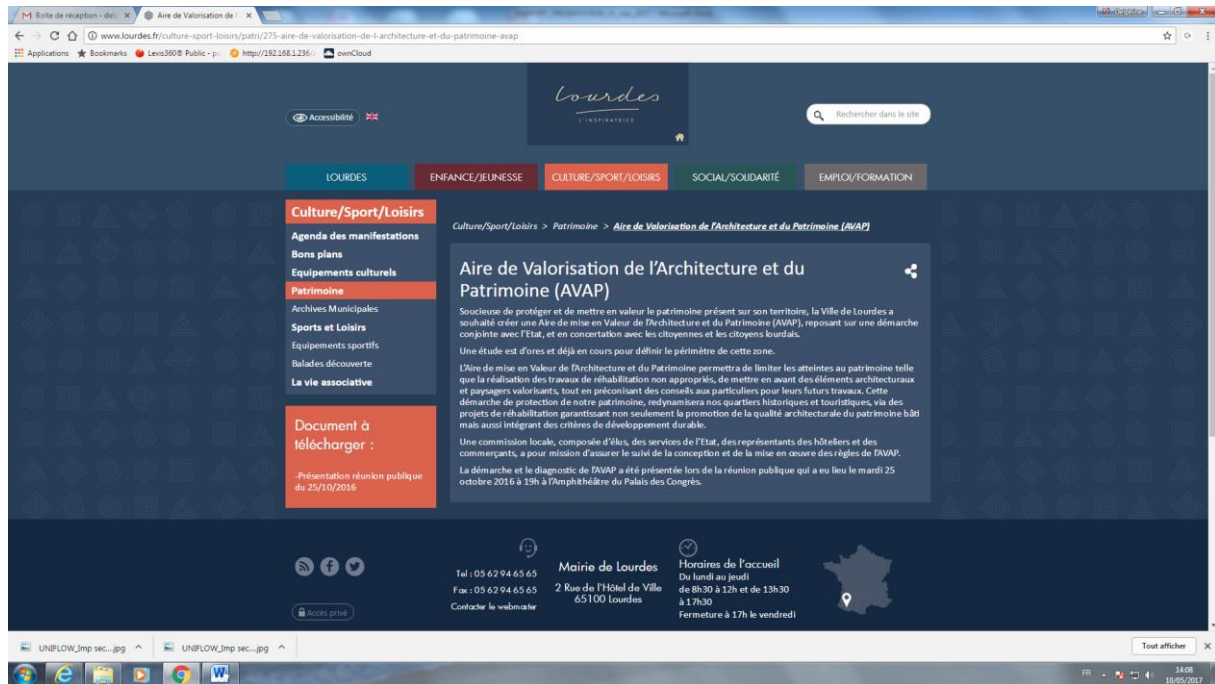 Boîte de réception - de
Aire de Valorisation de l
www.lourdes.fr/culture-sport-loisirs/patri/275-aire-de-valorisation-de-l-architecture-et-du-patrimoine-avap
Applications
Bookmarks
Lexis360® Public - p
http://192.168.1.236/
ownCloud
Accessibilité
Lourdes
L'INSPIRATRICE
Rechercher dans le site
LOURDES
ENFANCE/JEUNESSE
CULTURE/SPORT/LOISIRS
SOCIAL/SOLIDARITÉ
EMPLOI/FORMATION
Culture/Sport/Loisirs
Agenda des manifestations
Bons plans
Equipements culturels
Patrimoine
Archives Municipales
Sports et Loisirs
Equipements sportifs
Balades découverte
La vie associative
Document à
télécharger :
-Présentation réunion publique
du 25/10/2016
Culture/Sport/Loisirs > Patrimoine > Aire de Valorisation de l'Architecture et du Patrimoine (AVAP)
Aire de Valorisation de l'Architecture et du
Patrimoine (AVAP)
Soucieuse de protéger et de mettre en valeur le patrimoine présent sur son territoire, la Ville de Lourdes a
souhaité créer une Aire de mise en Valeur de l'Architecture et du Patrimoine (AVAP), reposant sur une démarche
conjointe avec l'Etat, et en concertation avec les citoyennes et les citoyens lourdais.
Une étude est d'ores et déjà en cours pour définir le périmètre de cette zone.
L'Aire de mise en Valeur de l'Architecture et du Patrimoine permettra de limiter les atteintes au patrimoine telle
que la réalisation des travaux de réhabilitation non appropriés, de mettre en avant des éléments architecturaux
et paysagers valorisants, tout en préconisant des conseils aux particuliers pour leurs futurs travaux. Cette
démarche de protection de notre patrimoine, redynamisera nos quartiers historiques et touristiques, via des
projets de réhabilitation garantissant non seulement la promotion de la qualité architecturale du patrimoine bâti
mais aussi intégrant des critères de développement durable.
Une commission locale, composée d'élus, des services de l'Etat, des représentants des hôteliers et des
commerçants, a pour mission d'assurer le suivi de la conception et de la mise en œuvre des règles de l'AVAP.
La démarche et le diagnostic de l'AVAP a été présentée lors de la réunion publique qui a eu lieu le mardi 25
octobre 2016 à 19h à l'Amphithéâtre du Palais des Congrès.
Accès privé
Tel : 05 62 94 65 65
Fax : 05 62 94 65 65
Contacter le webmaster
Mairie de Lourdes
2 Rue de l'Hôtel de Ville
65100 Lourdes
Horaires de l'accueil
Du lundi au jeudi
de 8h30 à 12h et de 13h30
à 17h30
Fermeture à 17h le vendredi
UNIFLOW_Imp sec....jpg
UNIFLOW_Imp sec....jpg
Tout afficher
FR
14:08
10/05/2017